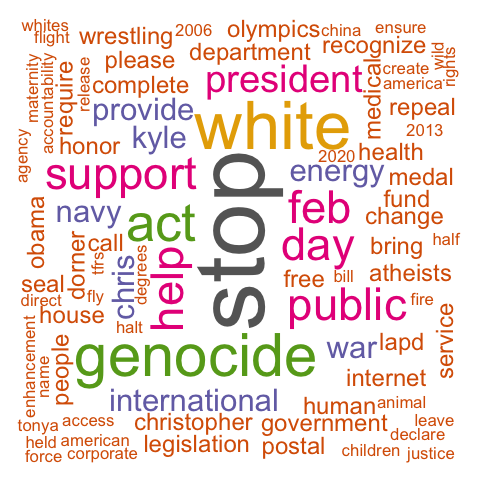 whites
flight
wrestling
2006
olympics
china
ensure
please
department
recognize
wild
rights
maternity
accountability
require
release
complete
president
medical
create
america
provide
white
repeal
agency
honor
kyle
2020
health
2013
support
stop
energy
medal
navy
act
feb
fund
change
obama
dorner
call
tfrs
chris
degrees
help
day
bring
half
seal
direct
fly
free
bill
atheists
house
halt
public
fire
enhancement
name
people
genocide
war
lapd
service
internet
international
human
animal
tonya
access
christopher
government
leave
held
american
legislation
postal
declare
force
corporate
children
justice